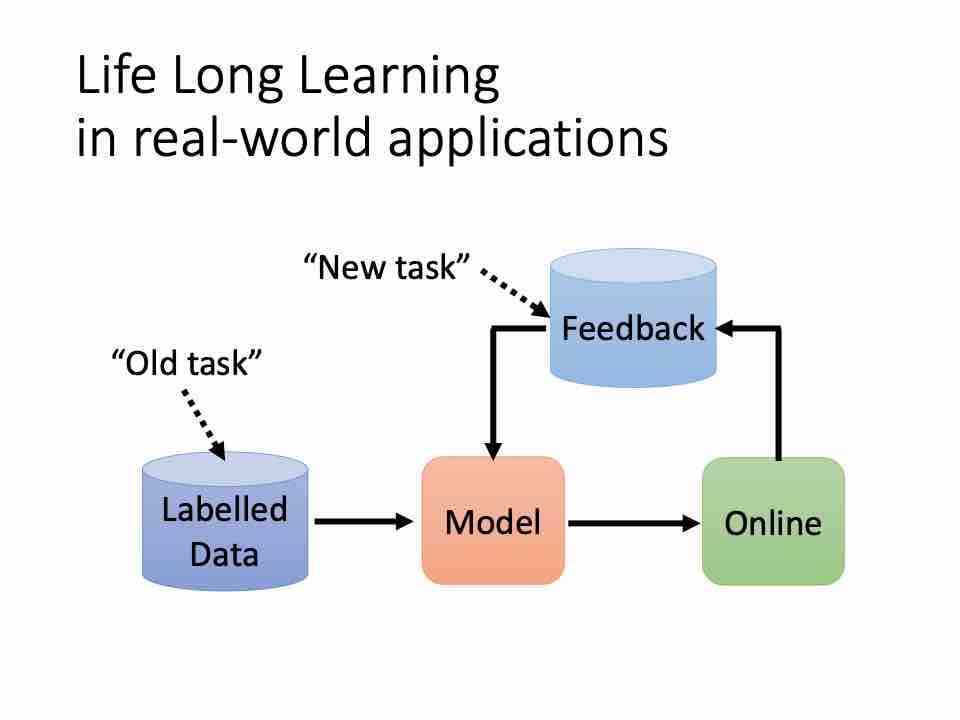 Life Long Learning
in real-world applications
“New task”
Feedback
“Old task”
Labelled
Data
Model
Online